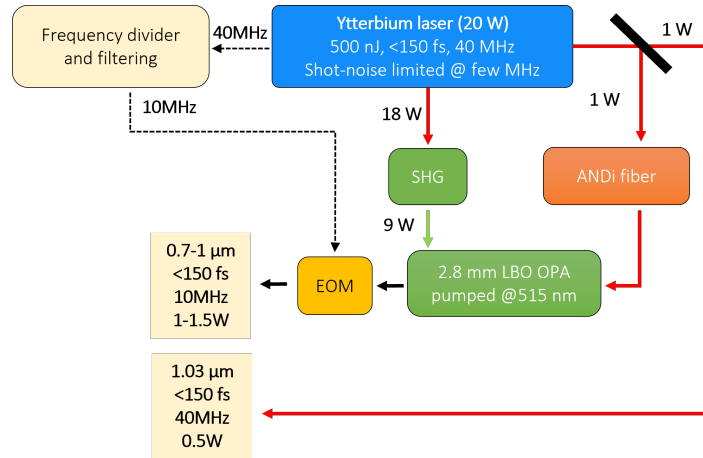 Frequency divider
and filtering
40MHz
Ytterbium laser (20 W)
500 nJ, <150 fs, 40 MHz
Shot-noise limited @ few MHz
1 W
10MHz
18 W
1 W
SHG
ANDi fiber
9 W
0.7-1 µm
<150 fs
10MHz
1-1.5W
EOM
2.8 mm LBO OPA
pumped @515 nm
1.03 µm
<150 fs
40MHz
0.5W